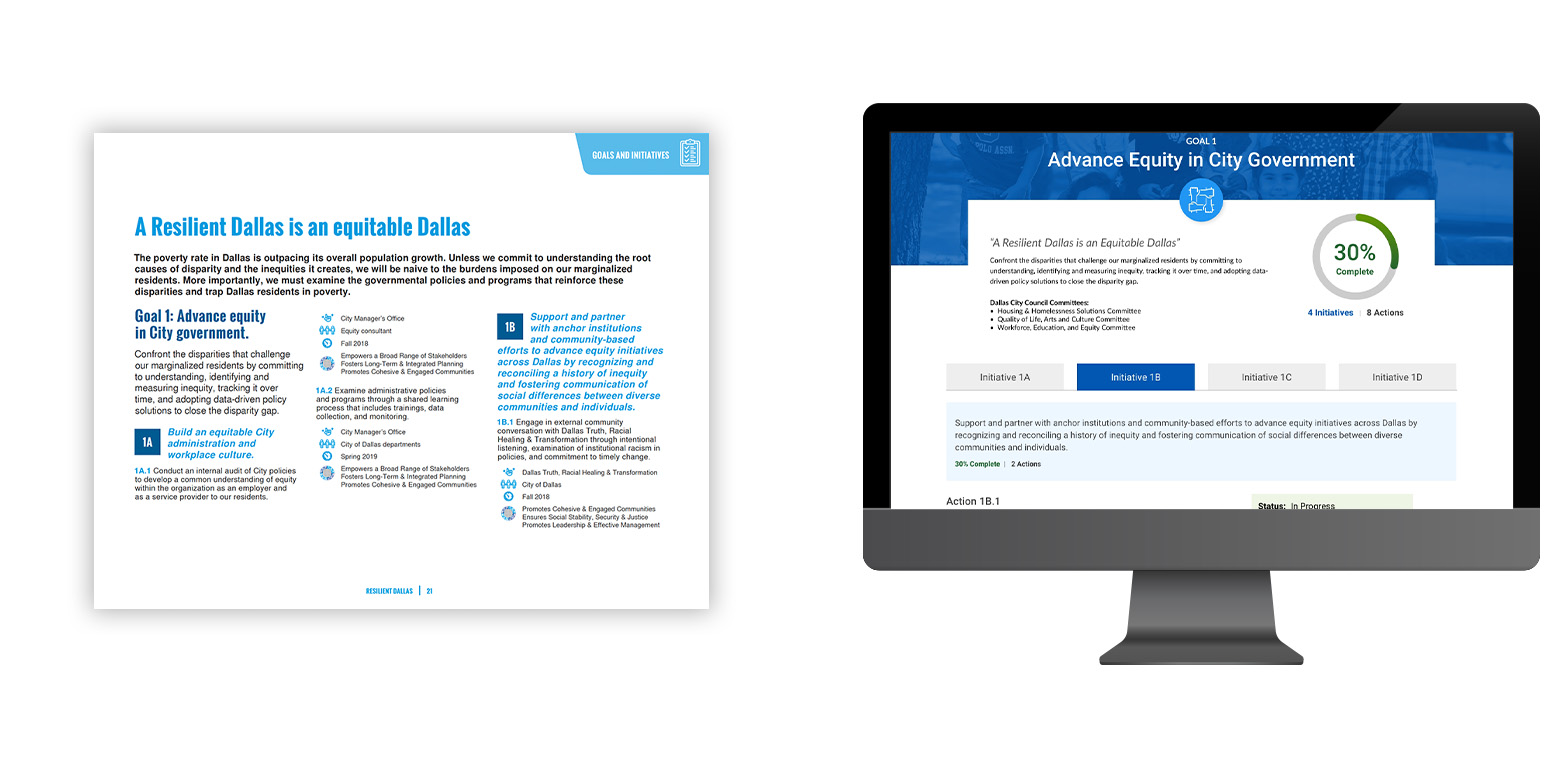 GOALS AND INITIATIVES
A Resilient Dallas is an equitable Dallas
The poverty rate in Dallas is outpacing its overall population growth. Unless we commit to understanding the root
causes of disparity and the inequities it creates, we will be naive to the burdens imposed on our marginalized
residents. More importantly, we must examine the governmental policies and programs that reinforce these
disparities and trap Dallas residents in poverty.
Goal 1: Advance equity
in City government.
Confront the disparities that challenge
our marginalized residents by committing
to understanding, identifying and
measuring inequity, tracking it over
time, and adopting data-driven policy
solutions to close the disparity gap.
1A
Build an equitable City
administration and
workplace culture.
1A.1 Conduct an internal audit of City policies
to develop a common understanding of equity
within the organization as an employer and
as a service provider to our residents.
City Manager's Office
Equity consultant
Fall 2018
Empowers a Broad Range of Stakeholders
Fosters Long-Term & Integrated Planning
Promotes Cohesive & Engaged Communities
1A.2 Examine administrative policies
and programs through a shared learning
process that includes trainings, data
collection, and monitoring.
City Manager's Office
City of Dallas departments
Spring 2019
Empowers a Broad Range of Stakeholders
Fosters Long-Term & Integrated Planning
Promotes Cohesive & Engaged Communities
1B
Support and partner
with anchor institutions
and community-based
efforts to advance equity initiatives
across Dallas by recognizing and
reconciling a history of inequity
and fostering communication of
social differences between diverse
communities and individuals.
1B.1 Engage in external community
conversation with Dallas Truth, Racial
Healing & Transformation through intentional
listening, examination of institutional racism in
policies, and commitment to timely change.
Dallas Truth, Racial Healing & Transformation
City of Dallas
Fall 2018
Promotes Cohesive & Engaged Communities
Ensures Social Stability, Security & Justice
Promotes Leadership & Effective Management
RESILIENT DALLAS | 21
GOAL 1
Advance Equity in City Government
"A Resilient Dallas is an Equitable Dallas"
Confront the disparities that challenge our marginalized residents by committing to
understanding, identifying and measuring inequity, tracking it over time, and adopting data-
driven policy solutions to close the disparity gap.
Dallas City Council Committees:
• Housing & Homelessness Solutions Committee
• Quality of Life, Arts and Culture Committee
• Workforce, Education, and Equity Committee
30%
Complete
4 Initiatives | 8 Actions
Initiative 1A
Initiative 1B
Initiative 1C
Initiative 1D
Support and partner with anchor institutions and community-based efforts to advance equity initiatives across Dallas by
recognizing and reconciling a history of inequity and fostering communication of social differences between diverse
communities and individuals.
30% Complete | 2 Actions
Action 1B.1
Status: In Progress